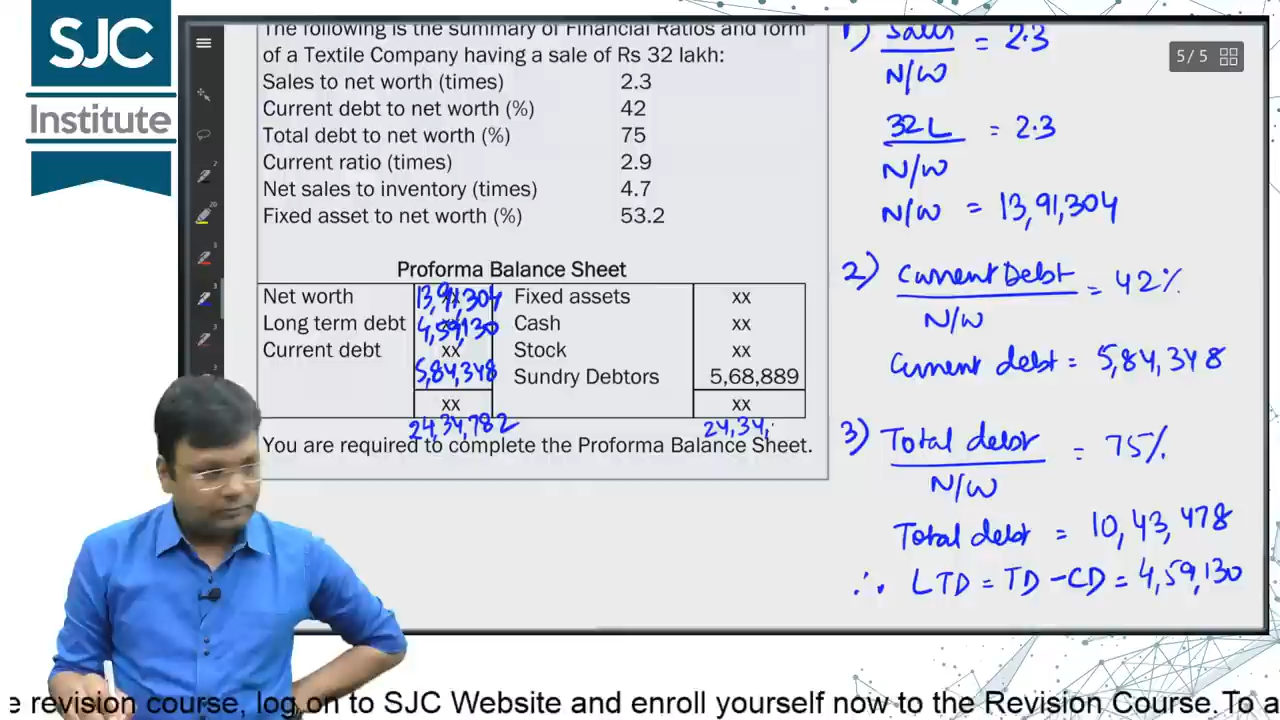 SJC
Institute
The following is the summary of Financial Ratios and form
of a Textile Company having a sale of Rs 32 lakh:
Sales to net worth (times) 2.3
Current debt to net worth (%) 42
Total debt to net worth (%) 75
Current ratio (times) 2.9
Net sales to inventory (times) 4.7
Fixed asset to net worth (%) 53.2
Proforma Balance Sheet
Net worth 13,91,304 Fixed assets xx
Long term debt 4,59,130 Cash xx
Current debt xx Stock xx
5,84,348 Sundry Debtors 5,68,889
xx xx
24,34,782 24,34,
You are required to complete the Proforma Balance Sheet.
5/5
1) Sales = 2.3
N/W
32L = 2.3
N/W
N/W = 13,91,304
2) Current Debt = 42%
N/W
Current debt = 5,84,348
3) Total debt = 75%
N/W
Total debt = 10,43,478
∴ LTD = TD - CD = 4,59,130
revision course, log on to SJC Website and enroll yourself now to the Revision Course. To a